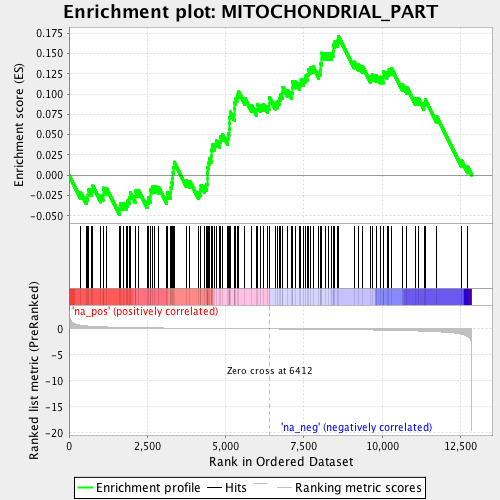 Enrichment plot: MITOCHONDRIAL_PART
Enrichment score (ES)
0.175
0.150
0.125
0.100
0.075
0.050
0.025
0.000
-0.025
-0.050
'na_pos' (positively correlated)
Ranked list metric (PreRanked)
0
-5
-10
-15
-20
Zero cross at 6412
'na_neg' (negatively correlated)
0
2,500
5,000
7,500
10,000
12,500
Rank in Ordered Dataset
Enrichment profile
Hits
Ranking metric scores